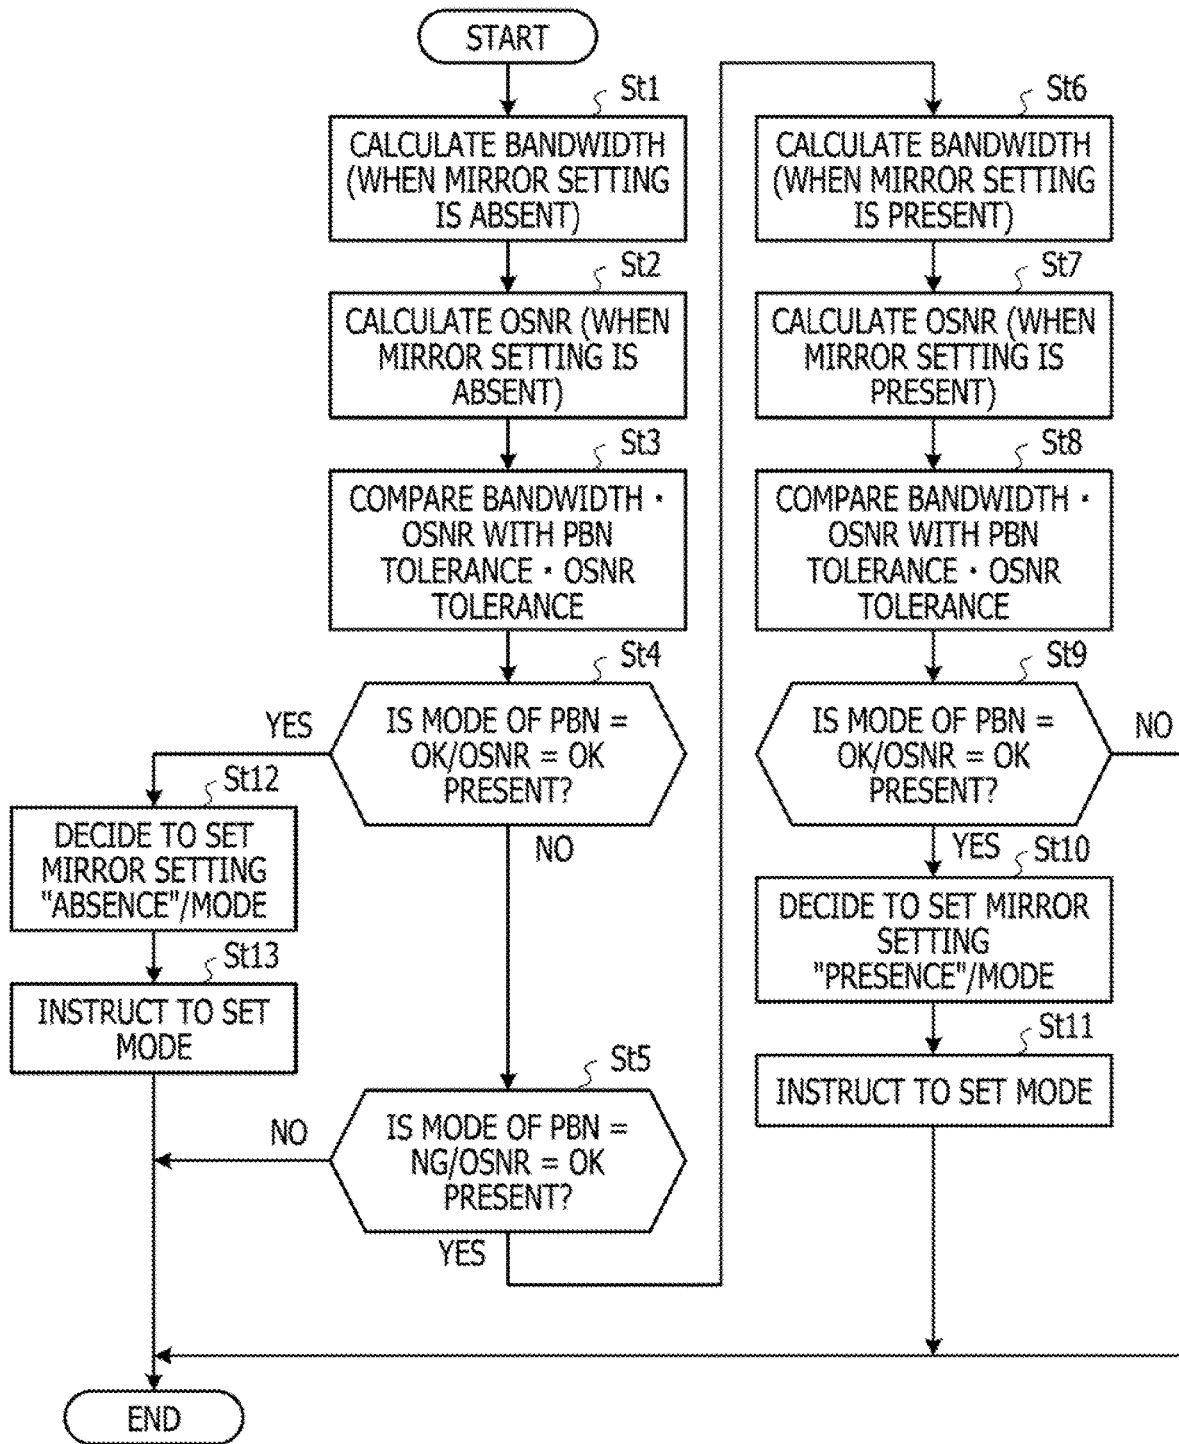 START
St1
CALCULATE BANDWIDTH
(WHEN MIRROR SETTING
IS ABSENT)
St2
CALCULATE OSNR (WHEN
MIRROR SETTING IS
ABSENT)
St3
COMPARE BANDWIDTH・
OSNR WITH PBN
TOLERANCE・OSNR
TOLERANCE
St4
IS MODE OF PBN =
OK/OSNR = OK
PRESENT?
YES
NO
St12
DECIDE TO SET
MIRROR SETTING
"ABSENCE"/MODE
St13
INSTRUCT TO SET
MODE
St5
IS MODE OF PBN =
NG/OSNR = OK
PRESENT?
NO
YES
St6
CALCULATE BANDWIDTH
(WHEN MIRROR SETTING
IS PRESENT)
St7
CALCULATE OSNR (WHEN
MIRROR SETTING IS
PRESENT)
St8
COMPARE BANDWIDTH・
OSNR WITH PBN
TOLERANCE・OSNR
TOLERANCE
St9
IS MODE OF PBN =
OK/OSNR = OK
PRESENT?
NO
YES
St10
DECIDE TO SET MIRROR
SETTING
"PRESENCE"/MODE
St11
INSTRUCT TO SET MODE
END